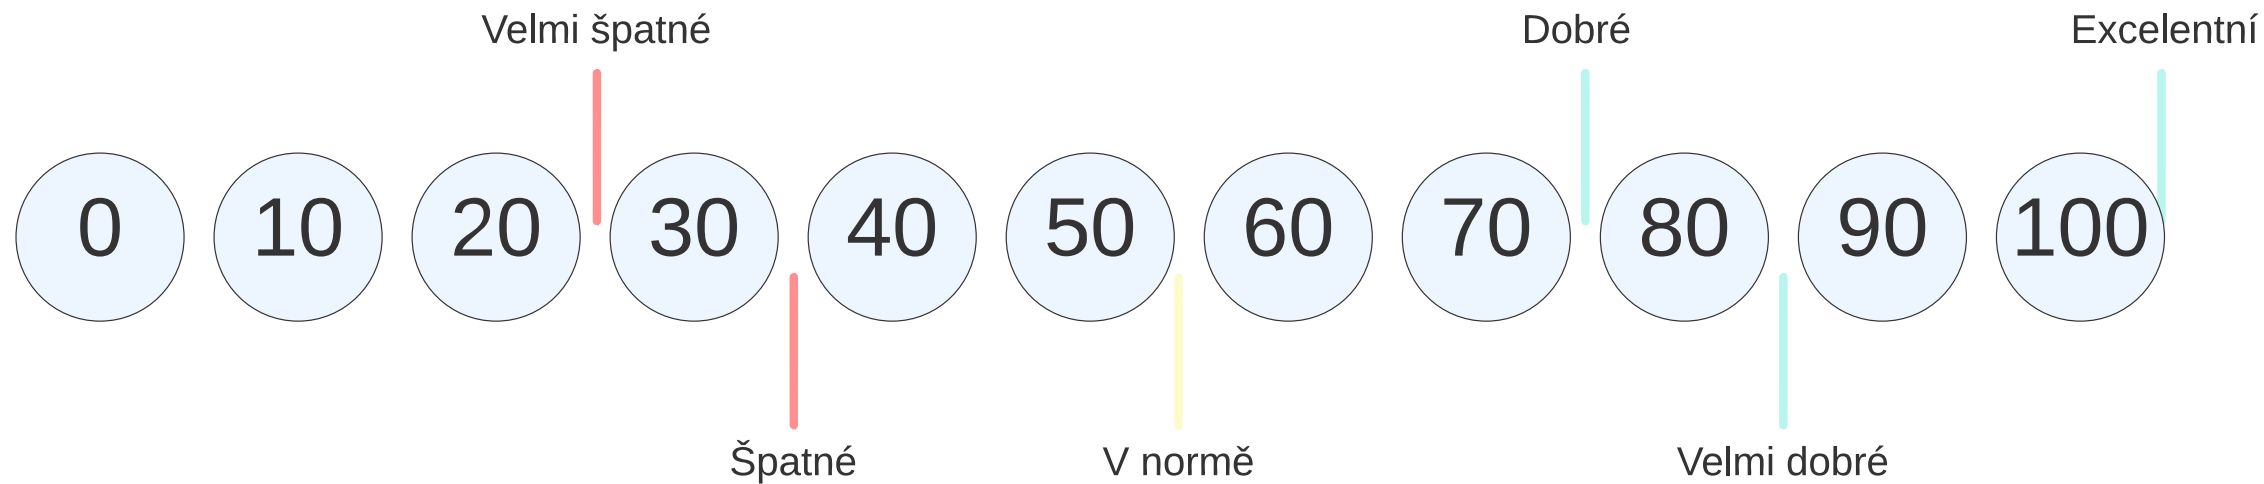 Velmi špatné
Dobré
Excelentní
0 10 20 30 40 50 60 70 80 90 100
Špatné
V normě
Velmi dobré